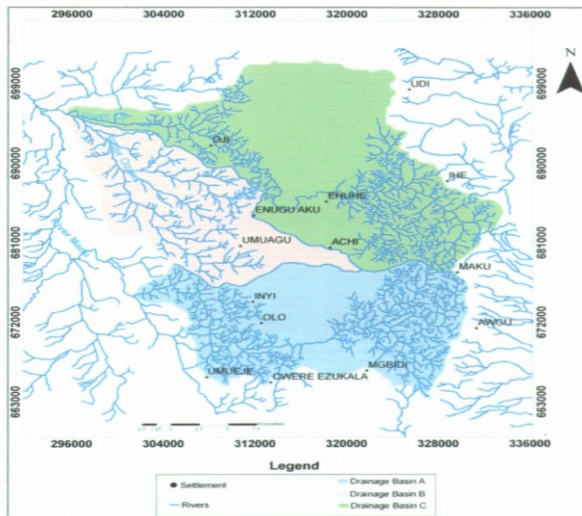 296000 304000 312000 320000 328000 336000
N
699000 699000
UDI
OJI
690000 690000
IHE
EHUHE
ENUGU AKU
UMUAGU ACHI
681000 681000
MAKU
INYI
OLO
672000 672000
AWGU
UMUEJE MGBIDI
OWERE EZUKALA
663000 663000
296000 304000 312000 320000 328000 336000
Legend
Settlement
Rivers
Drainage Basin A
Drainage Basin B
Drainage Basin C